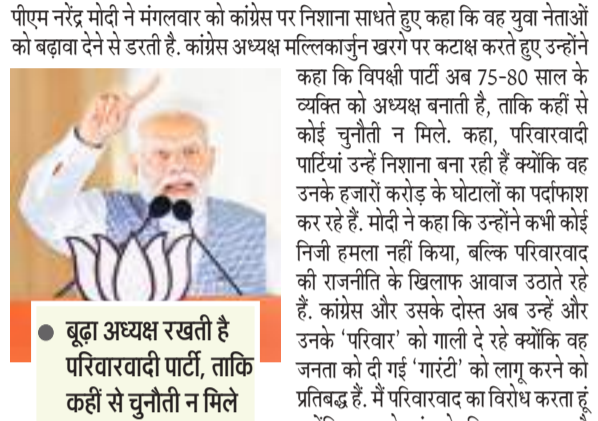 पीएम नरेंद्र मोदी ने मंगलवार को कांग्रेस पर निशाना साधते हुए कहा कि वह युवा नेताओं
को बढ़ावा देने से डरती है. कांग्रेस अध्यक्ष मल्लिकार्जुन खरगे पर कटाक्ष करते हुए उन्होंने
कहा कि विपक्षी पार्टी अब 75-80 साल के
व्यक्ति को अध्यक्ष बनाती है, ताकि कहीं से
कोई चुनौती न मिले. कहा, परिवारवादी
पार्टियां उन्हें निशाना बना रही हैं क्योंकि वह
उनके हजारों करोड़ के घोटालों का पर्दाफाश
कर रहे हैं. मोदी ने कहा कि उन्होंने कभी कोई
निजी हमला नहीं किया, बल्कि परिवारवाद
की राजनीति के खिलाफ आवाज उठाते रहे
हैं. कांग्रेस और उसके दोस्त अब उन्हें और
उनके ‘परिवार’ को गाली दे रहे क्योंकि वह
जनता को दी गई ‘गारंटी’ को लागू करने को
प्रतिबद्ध हैं. मैं परिवारवाद का विरोध करता हूं
● बूढ़ा अध्यक्ष रखती है
परिवारवादी पार्टी, ताकि
कहीं से चुनौती न मिले